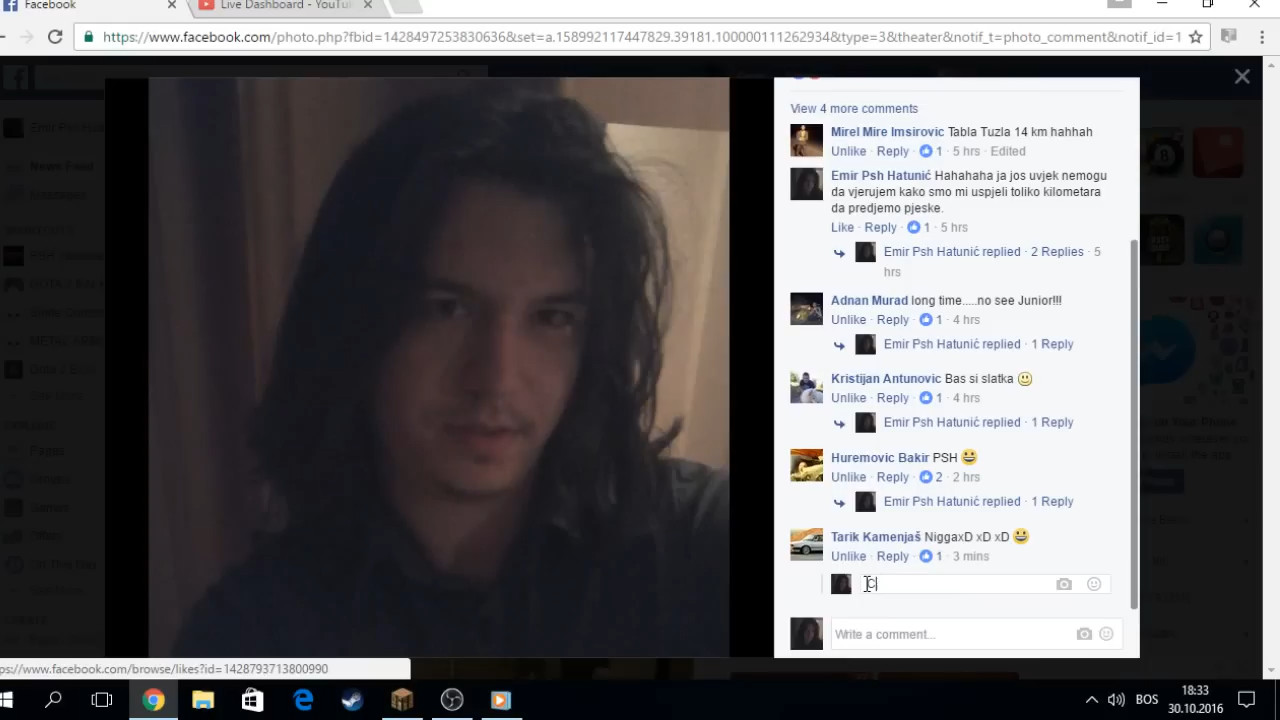 Facebook
Live Dashboard - YouTu
https://www.facebook.com/photo.php?fbid=1428497253830636&set=a.158992117447829.39181.1000001112629​34&type=3&theater&notif_t=photo_comment&notif_id=1
View 4 more comments
Mirel Mire Imsirovic Tabla Tuzla 14 km hahhah
Unlike · Reply · 1 · 5 hrs · Edited
Emir Psh Hatunić Hahahaha ja jos uvjek nemogu
da vjerujem kako smo mi uspjeli toliko kilometara
da predjemo pjeske.
Like · Reply · 1 · 5 hrs
Emir Psh Hatunić replied · 2 Replies · 5
hrs
Adnan Murad long time.....no see Junior!!!
Unlike · Reply · 1 · 4 hrs
Emir Psh Hatunić replied · 1 Reply
Kristijan Antunovic Bas si slatka
Unlike · Reply · 1 · 4 hrs
Emir Psh Hatunić replied · 1 Reply
Huremovic Bakir PSH
Unlike · Reply · 2 · 2 hrs
Emir Psh Hatunić replied · 1 Reply
Tarik Kamenjaš NiggaxD xD xD
Unlike · Reply · 1 · 3 mins
Write a comment...
News Feed
Pages
Games
ps://www.facebook.com/browse/likes?id=1428793713800990
BOS
18:33
30.10.2016